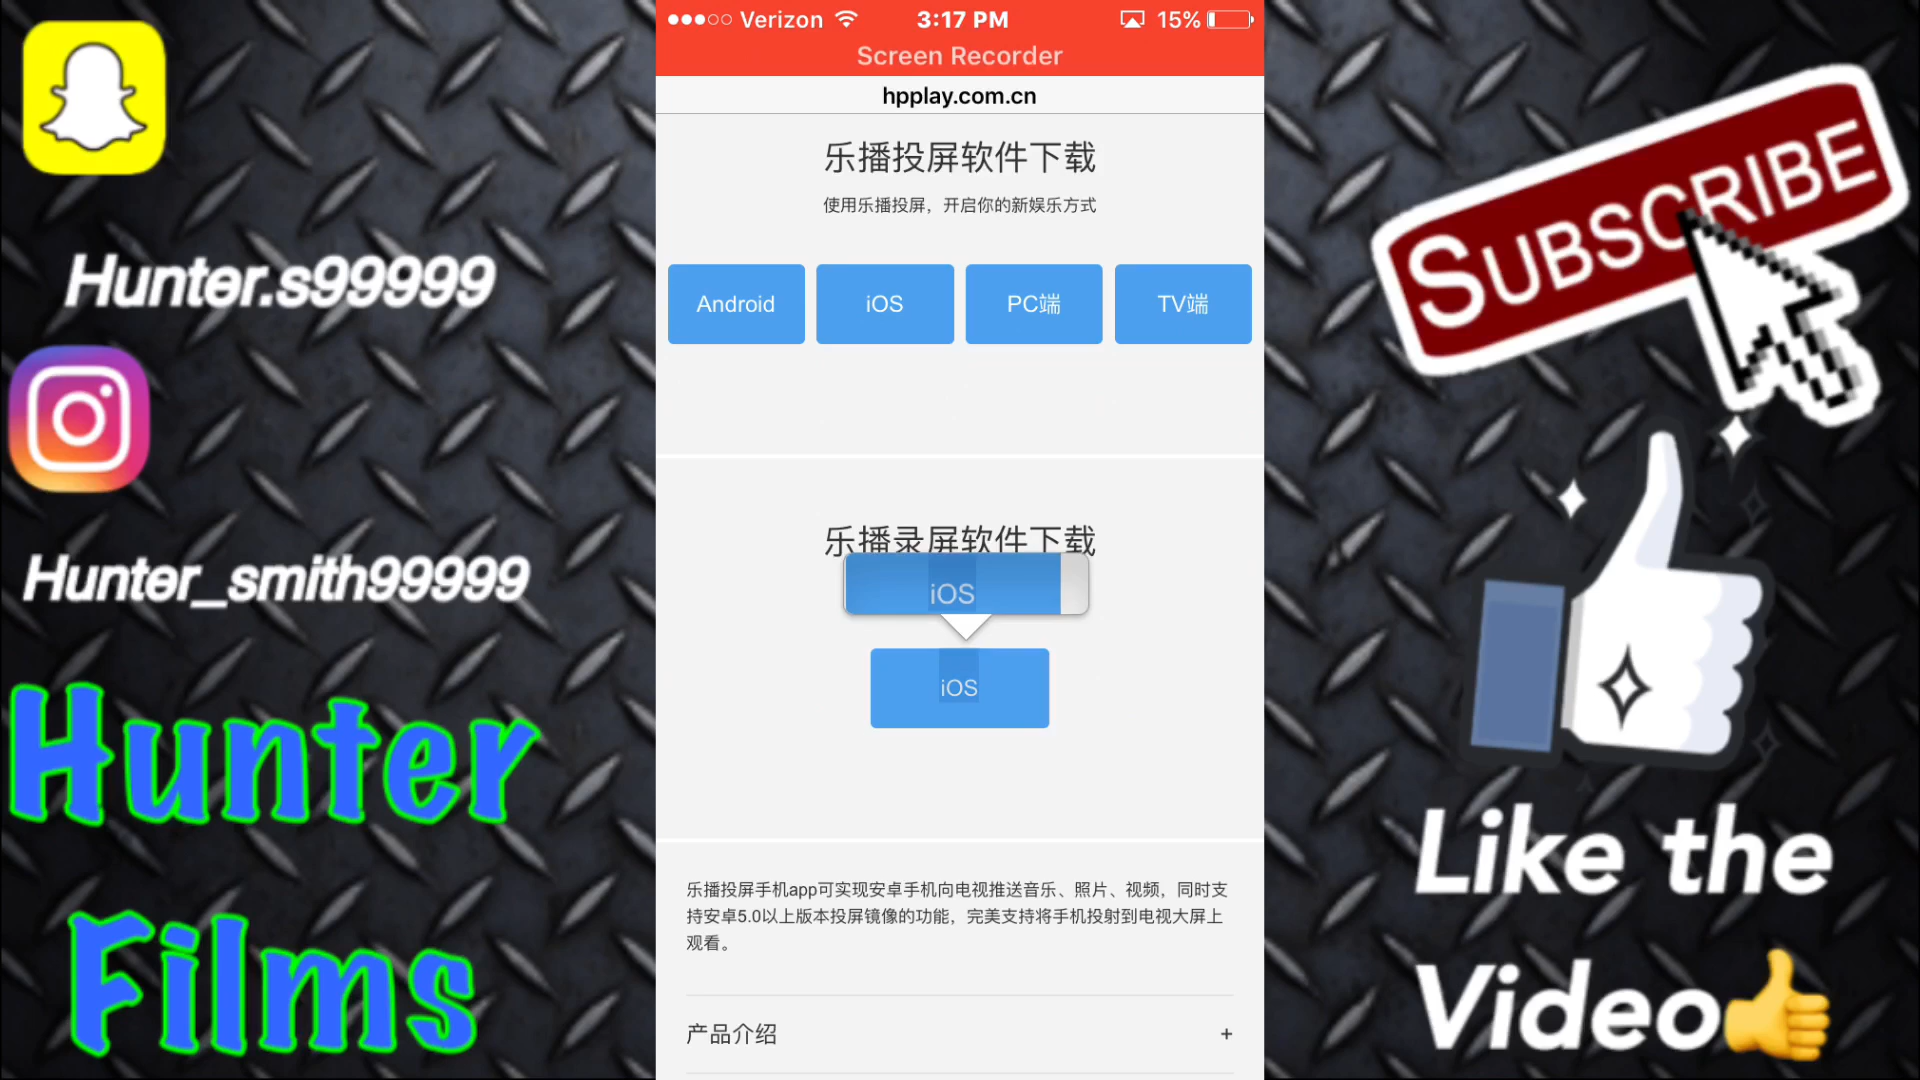 Verizon 3:17 PM 15%
Screen Recorder
hpplay.com.cn
乐播投屏软件下载
使用乐播投屏，开启你的新娱乐方式
Android iOS PC端 TV端
乐播录屏软件下载
iOS
iOS
乐播投屏手机app可实现安卓手机向电视推送音乐、照片、视频，同时支
持安卓5.0以上版本投屏镜像的功能，完美支持将手机投射到电视大屏上
观看。
产品介绍 +
Hunter.s99999
Hunter_smith99999
Hunter
Films
SUBSCRIBE
Like the
Video👍